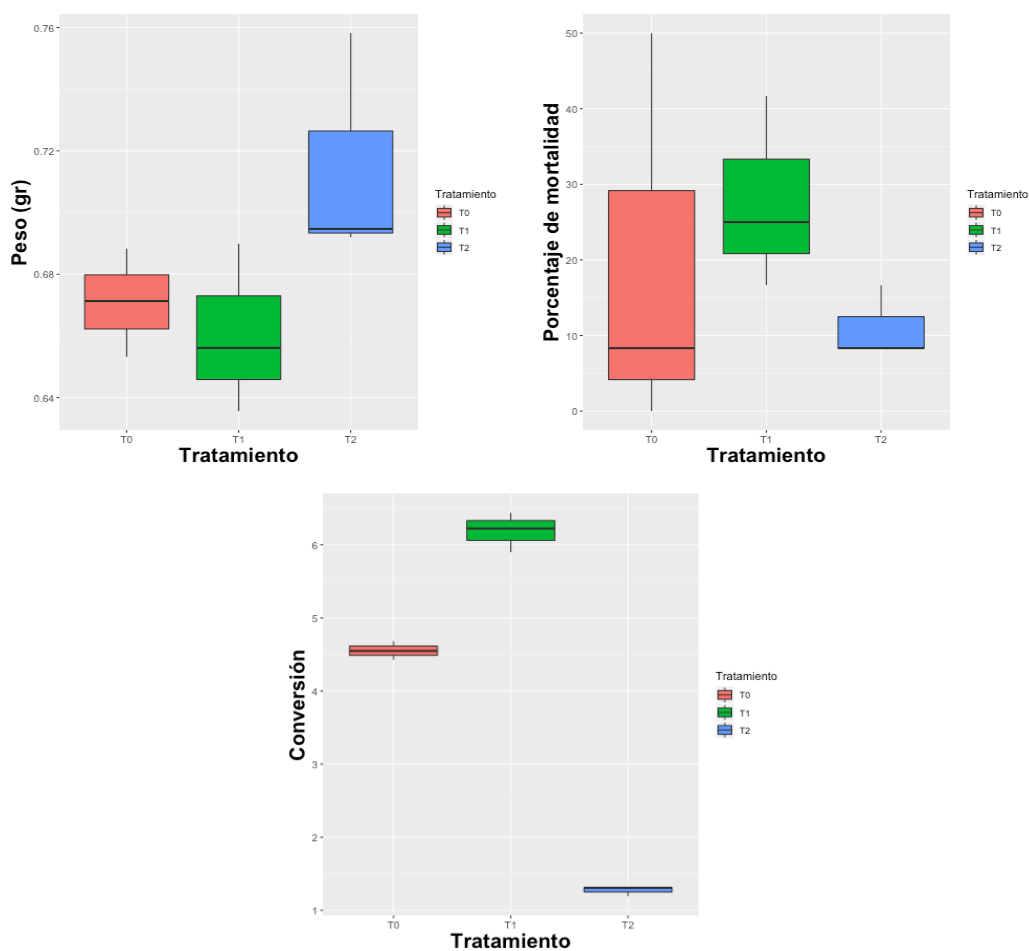 Peso (gr)
0.76
0.72
0.68
0.64
T0
T1
T2
Tratamiento
Tratamiento
T0
T1
T2
Porcentaje de mortalidad
50
40
30
20
10
0
T0
T1
T2
Tratamiento
Tratamiento
T0
T1
T2
Conversión
6
5
4
3
2
1
T0
T1
T2
Tratamiento
Tratamiento
T0
T1
T2